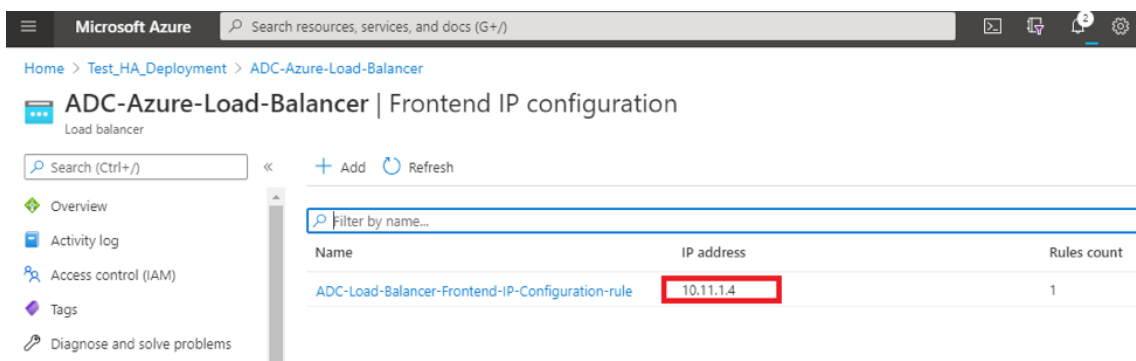 Microsoft Azure
Search resources, services, and docs (G+/)
2
Home > Test_HA_Deployment > ADC-Azure-Load-Balancer
ADC-Azure-Load-Balancer | Frontend IP configuration
Load balancer
Search (Ctrl+/)
«
+ Add
Refresh
Overview
Filter by name...
Activity log
Name
IP address
Rules count
Access control (IAM)
ADC-Load-Balancer-Frontend-IP-Configuration-rule
10.11.1.4
1
Tags
Diagnose and solve problems